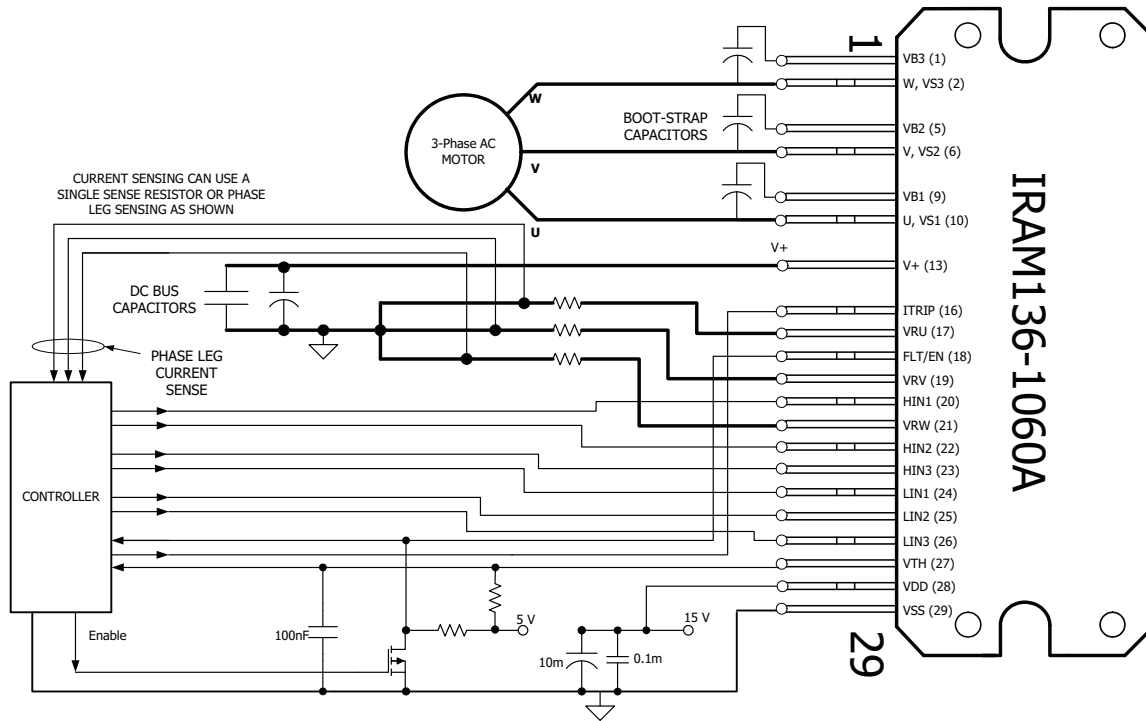 1
VB3 (1)
W, VS3 (2)
W
BOOT-STRAP
CAPACITORS
VB2 (5)
3-Phase AC
MOTOR
V, VS2 (6)
V
CURRENT SENSING CAN USE A
SINGLE SENSE RESISTOR OR PHASE
LEG SENSING AS SHOWN
VB1 (9)
U, VS1 (10)
U
V+
V+ (13)
DC BUS
CAPACITORS
ITRIP (16)
VRU (17)
PHASE LEG
CURRENT
SENSE
FLT/EN (18)
VRV (19)
HIN1 (20)
VRW (21)
HIN2 (22)
HIN3 (23)
CONTROLLER
LIN1 (24)
LIN2 (25)
LIN3 (26)
VTH (27)
VDD (28)
VSS (29)
Enable
100nF
5 V
15 V
10m
0.1m
29
IRAM136-1060A